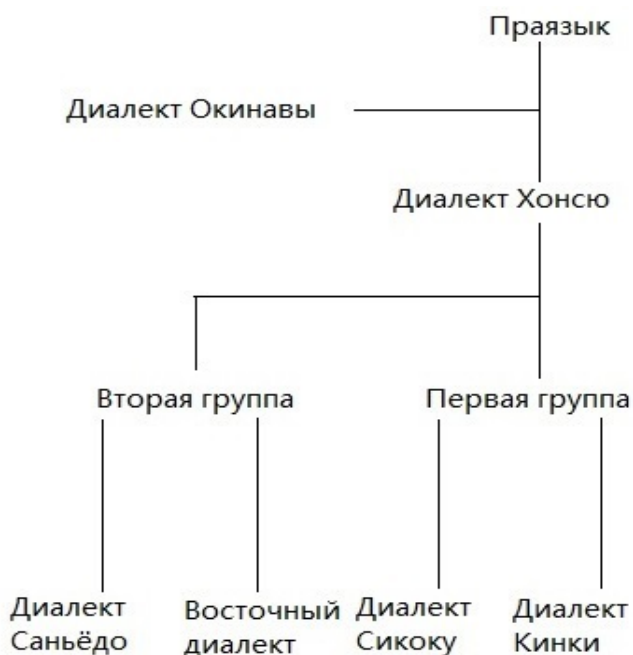 Праязык
Диалект Окинавы
Диалект Хонсю
Вторая группа
Первая группа
Диалект
Саньёдо
Восточный
диалект
Диалект
Сикоку
Диалект
Кинки